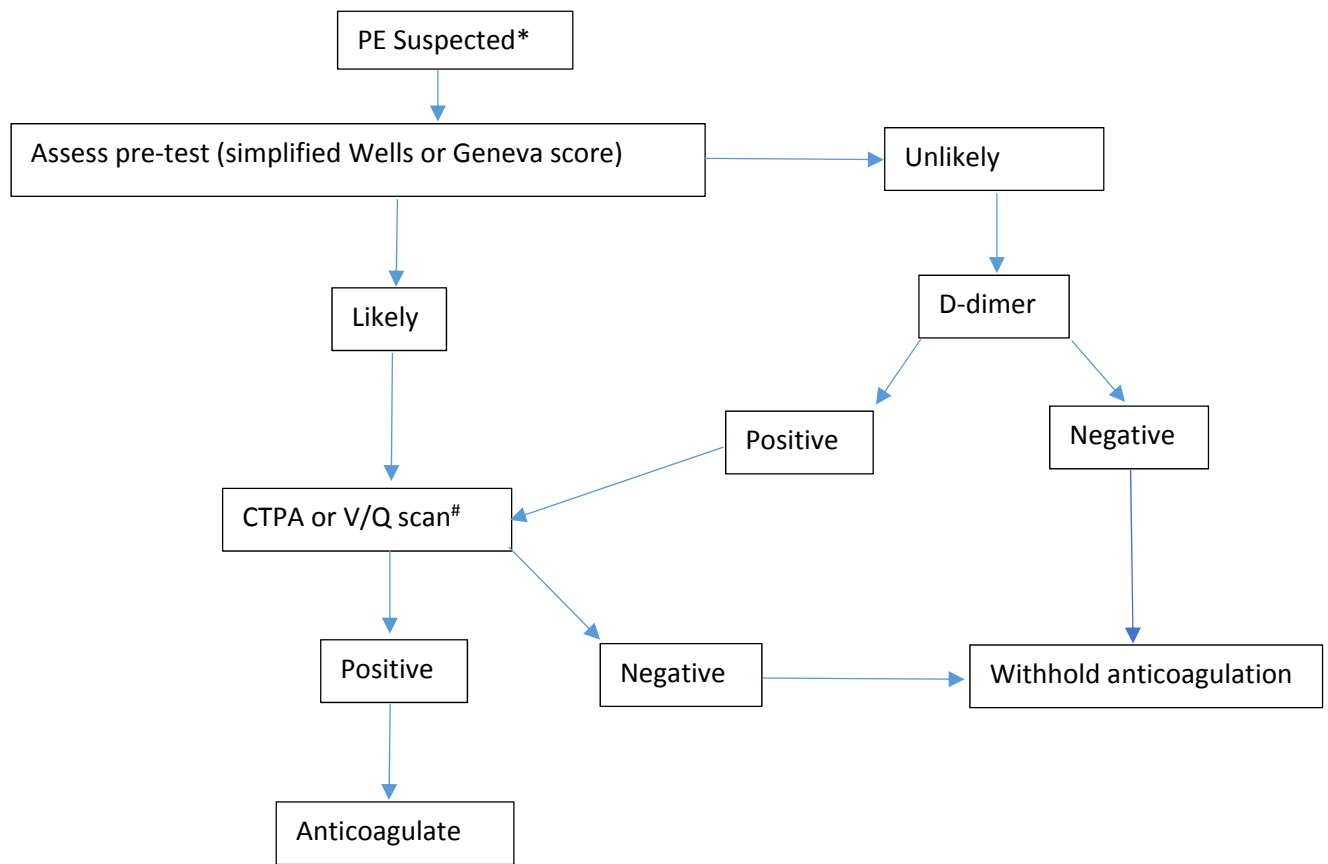 PE Suspected*
Assess pre-test (simplified Wells or Geneva score)
Unlikely
Likely
D-dimer
Positive
Negative
CTPA or V/Q scan#
Positive
Negative
Withhold anticoagulation
Anticoagulate